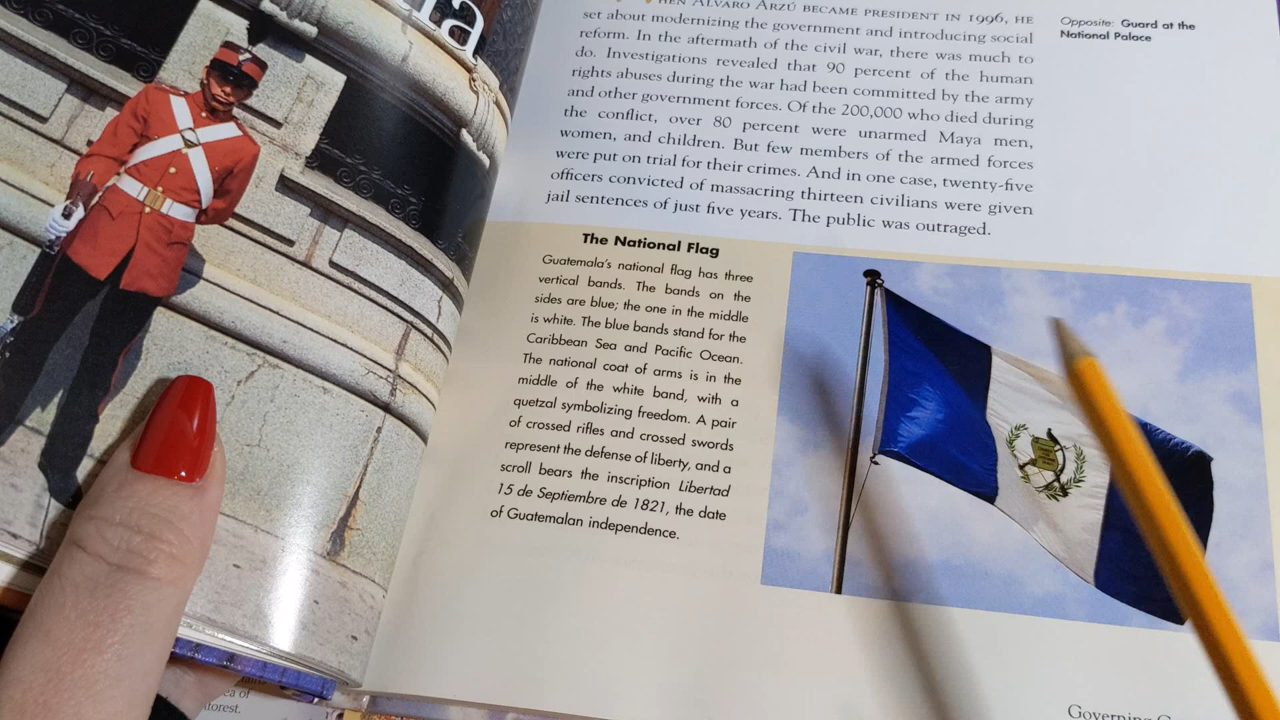 la
HEN ÁLVARO ARZÚ BECAME PRESIDENT IN 1996, HE
set about modernizing the government and introducing social
reform. In the aftermath of the civil war, there was much to
do. Investigations revealed that 90 percent of the human
rights abuses during the war had been committed by the army
and other government forces. Of the 200,000 who died during
the conflict, over 80 percent were unarmed Maya men,
women, and children. But few members of the armed forces
were put on trial for their crimes. And in one case, twenty-five
officers convicted of massacring thirteen civilians were given
jail sentences of just five years. The public was outraged.
Opposite: Guard at the
National Palace
The National Flag
Guatemala's national flag has three
vertical bands. The bands on the
sides are blue; the one in the middle
is white. The blue bands stand for the
Caribbean Sea and Pacific Ocean.
The national coat of arms is in the
middle of the white band, with a
quetzal symbolizing freedom. A pair
of crossed rifles and crossed swords
represent the defense of liberty, and a
scroll bears the inscription Libertad
15 de Septiembre de 1821, the date
of Guatemalan independence.
ea of
forest.
Governing